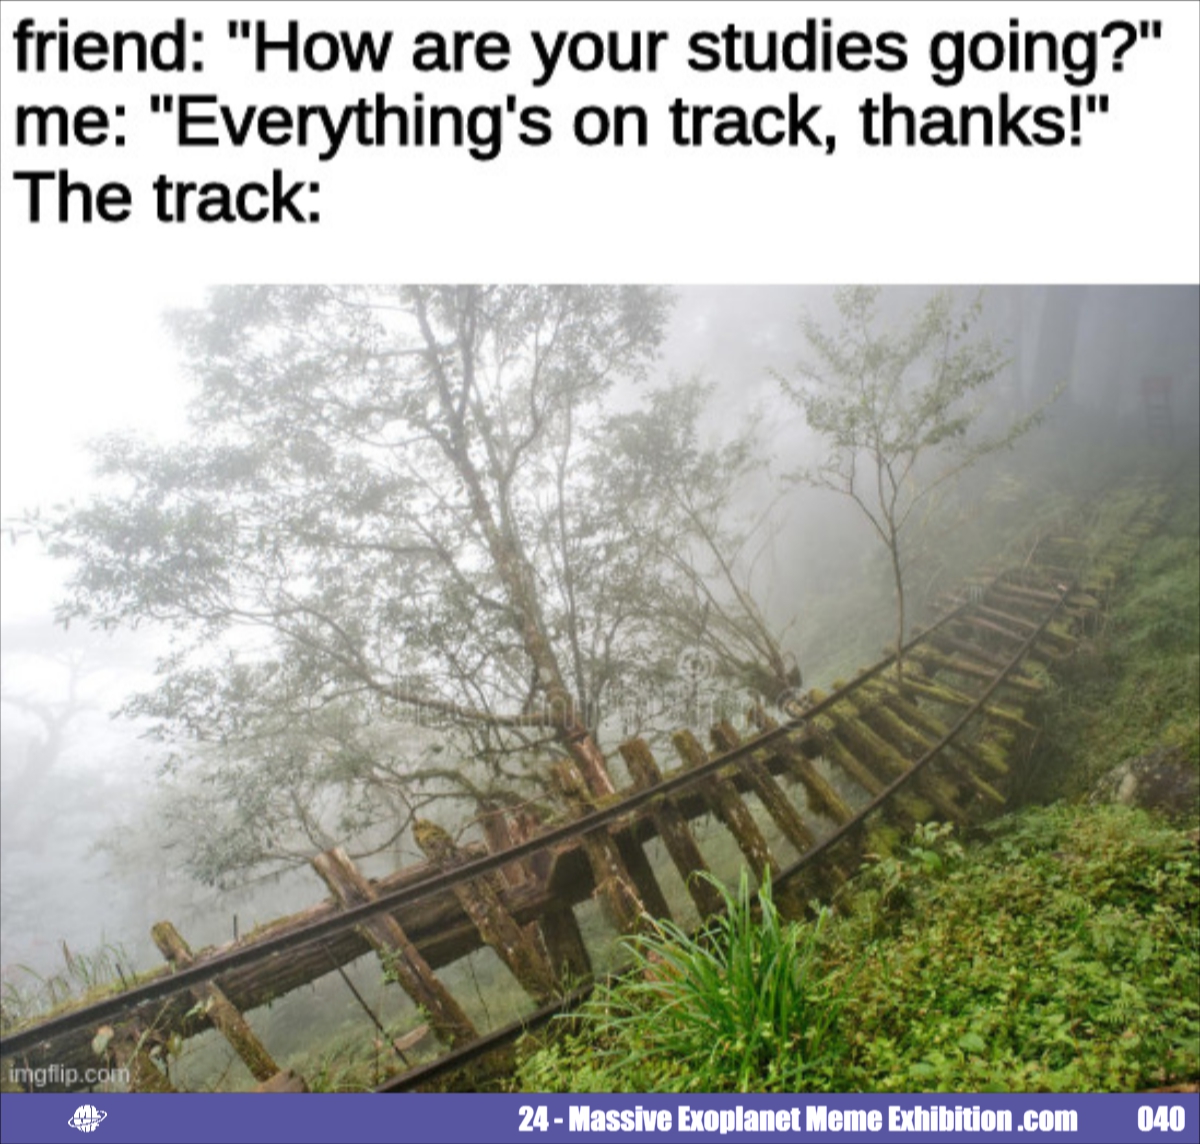 friend: "How are your studies going?"
me: "Everything's on track, thanks!"
The track:
imgflip.com
24 - Massive Exoplanet Meme Exhibition .com 040